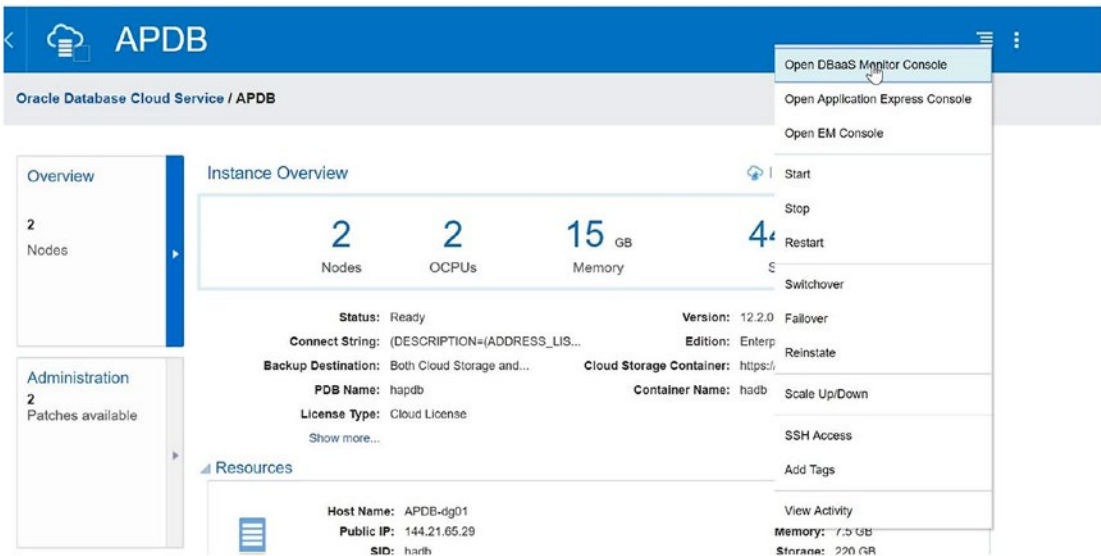 APDB
Oracle Database Cloud Service / APDB
Open DBaaS Monitor Console
Open Application Express Console
Open EM Console
Start
Stop
Restart
Switchover
Failover
Reinstate
Scale Up/Down
SSH Access
Add Tags
View Activity
Overview
2
Nodes
Administration
2
Patches available
Instance Overview
2 Nodes
2 OCPUs
15 GB Memory
Status: Ready
Connect String: (DESCRIPTION=(ADDRESS_LIS...
Backup Destination: Both Cloud Storage and...
PDB Name: hapdb
License Type: Cloud License
Show more...
Version: 12.2.0
Edition: Enterp
Cloud Storage Container: https:/
Container Name: hadb
Resources
Host Name: APDB-dg01
Public IP: 144.21.65.29
SID: hadb
Memory: 7.5 GB
Storage: 220 GB